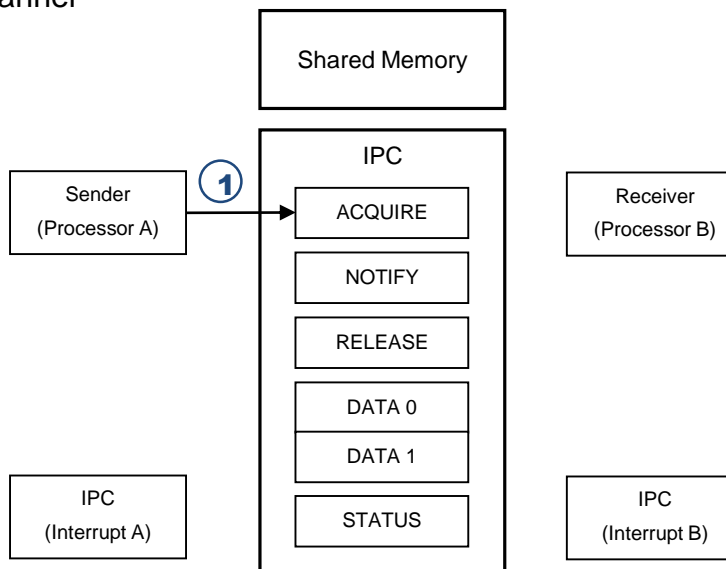 Shared Memory
IPC
1
Sender
(Processor A)
ACQUIRE
Receiver
(Processor B)
NOTIFY
RELEASE
DATA 0
DATA 1
STATUS
IPC
(Interrupt A)
IPC
(Interrupt B)